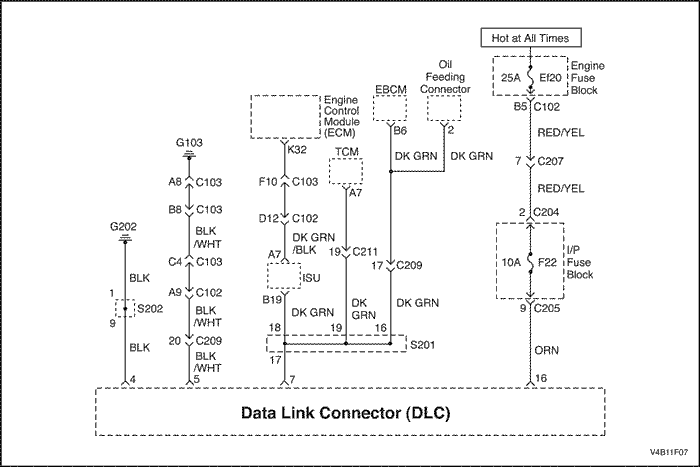 Hot at All Times
25A Ef20
Engine
Fuse
Block
B5 C102
RED/YEL
7 C207
RED/YEL
2 C204
10A F22
I/P
Fuse
Block
9 C205
ORN
16
Oil
Feeding
Connector
2
DK GRN
EBCM
B6
DK GRN
17 C209
DK GRN
16
Engine
Control
Module
(ECM)
K32
F10 C103
D12 C102
DK GRN
/BLK
A7
ISU
B19
DK GRN
18
TCM
A7
19 C211
DK
GRN
19
S201
17
7
G103
A8 C103
B8 C103
BLK
/WHT
C4 C103
A9 C102
BLK
/WHT
20 C209
BLK
/WHT
5
G202
BLK
1
S202
9
BLK
4
Data Link Connector (DLC)
V4B11F07